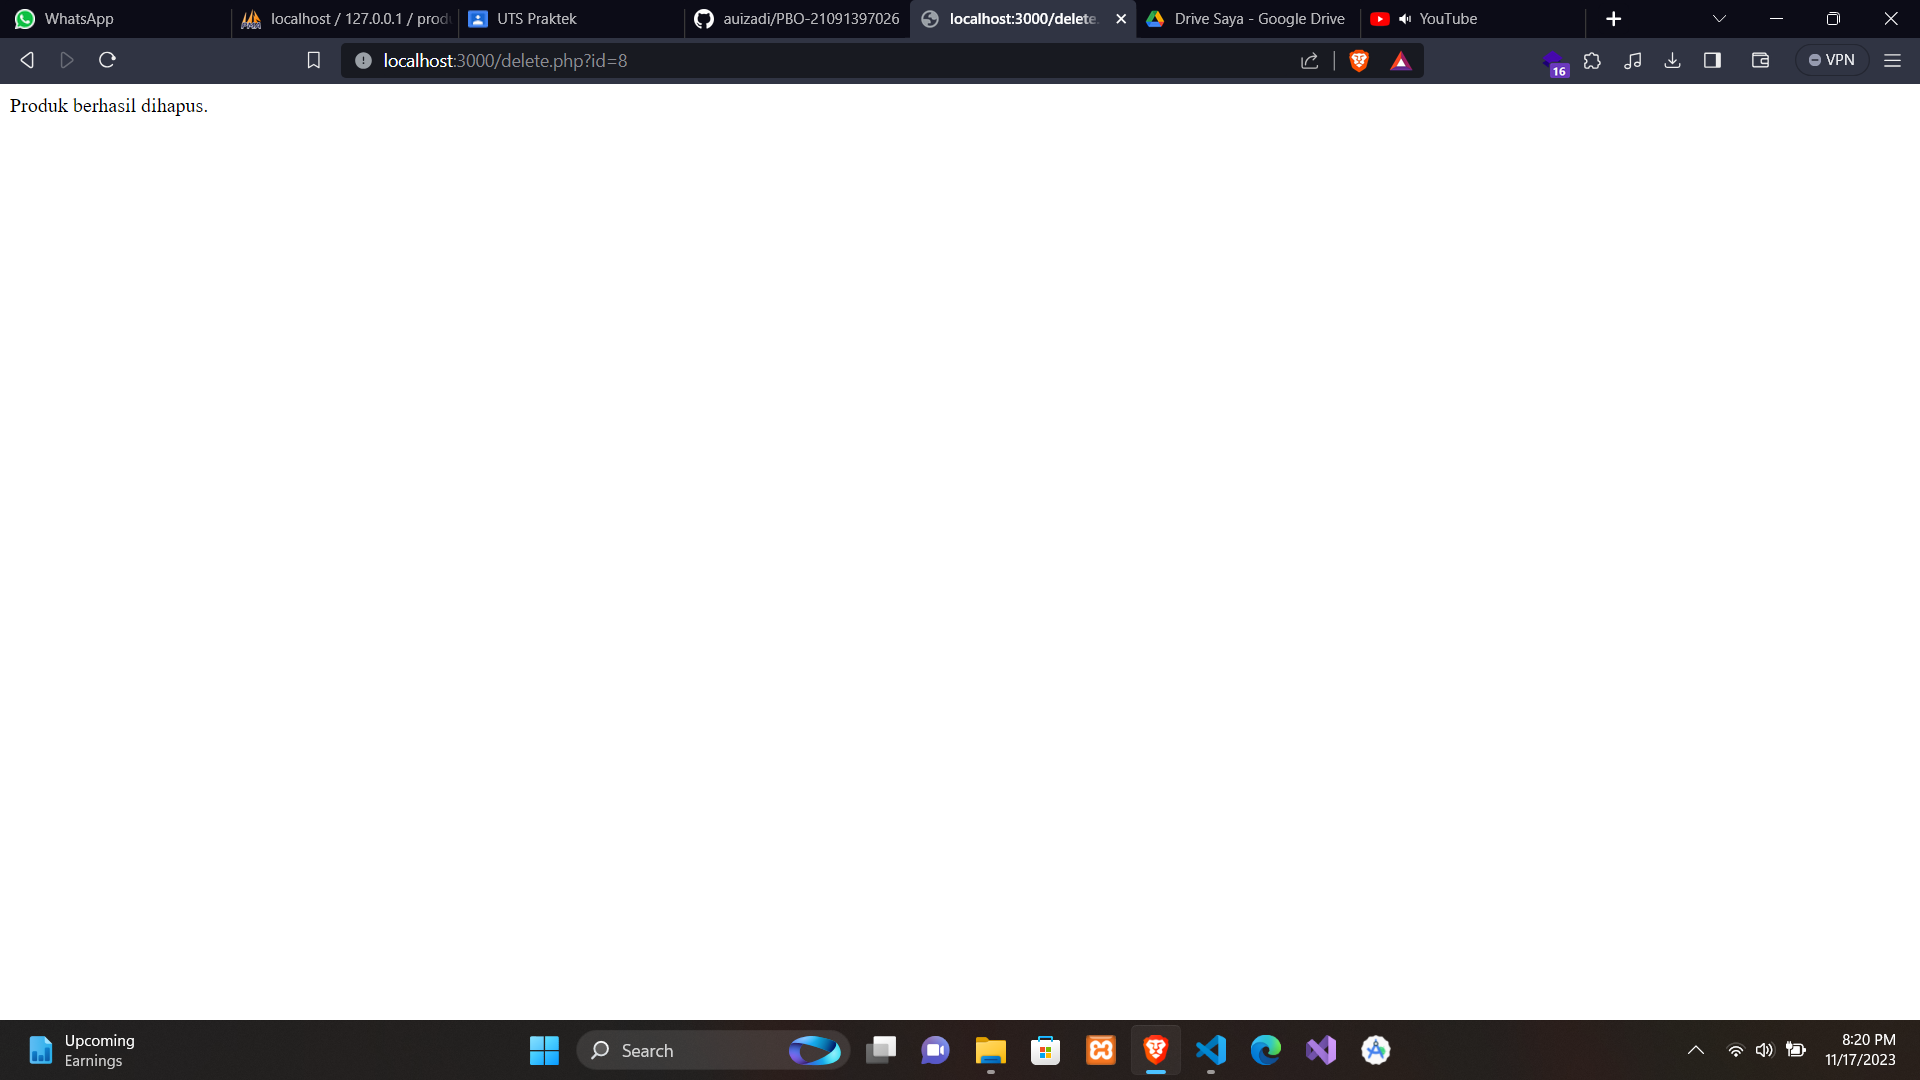 WhatsApp
localhost / 127.0.0.1 / prod
UTS Praktek
auizadi/PBO-21091397026
localhost:3000/delete.
Drive Saya - Google Drive
YouTube
localhost:3000/delete.php?id=8
16
VPN
Produk berhasil dihapus.
Upcoming
Earnings
Search
8:20 PM
11/17/2023